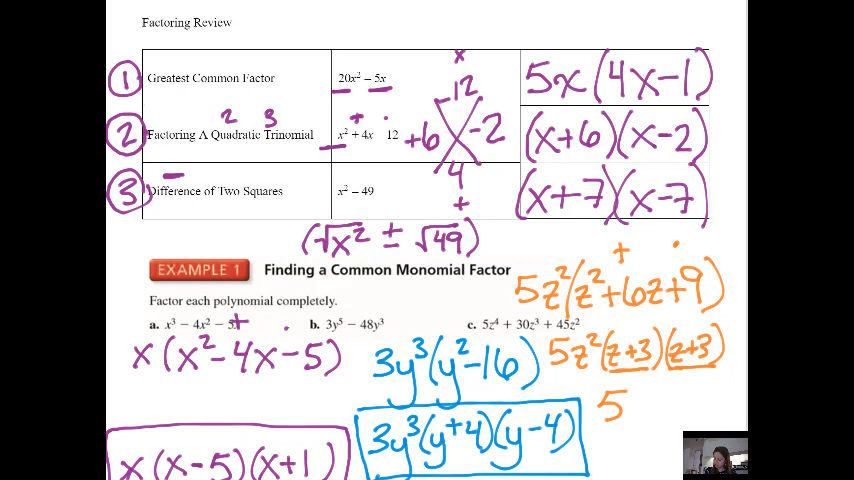 Factoring Review
1 Greatest Common Factor 20x² – 5x 5x(4x-1)
x
12
2 3 + ·
2 Factoring A Quadratic Trinomial x² + 4x 12 +6 -2 (x+6)(x-2)
4
+
3 Difference of Two Squares x² – 49 (x+7)(x-7)
(√x² ± √49)
EXAMPLE 1 Finding a Common Monomial Factor
+ ·
5z²(z²+6z+9)
Factor each polynomial completely.
a. x³ – 4x² – 5 b. 3y⁵ – 48y³ c. 5z⁴ + 30z³ + 45z²
+ ·
x(x²-4x-5) 3y³(y²-16) 5z²(z+3)(z+3)
5
x(x-5)(x+1) 3y³(y+4)(y-4)